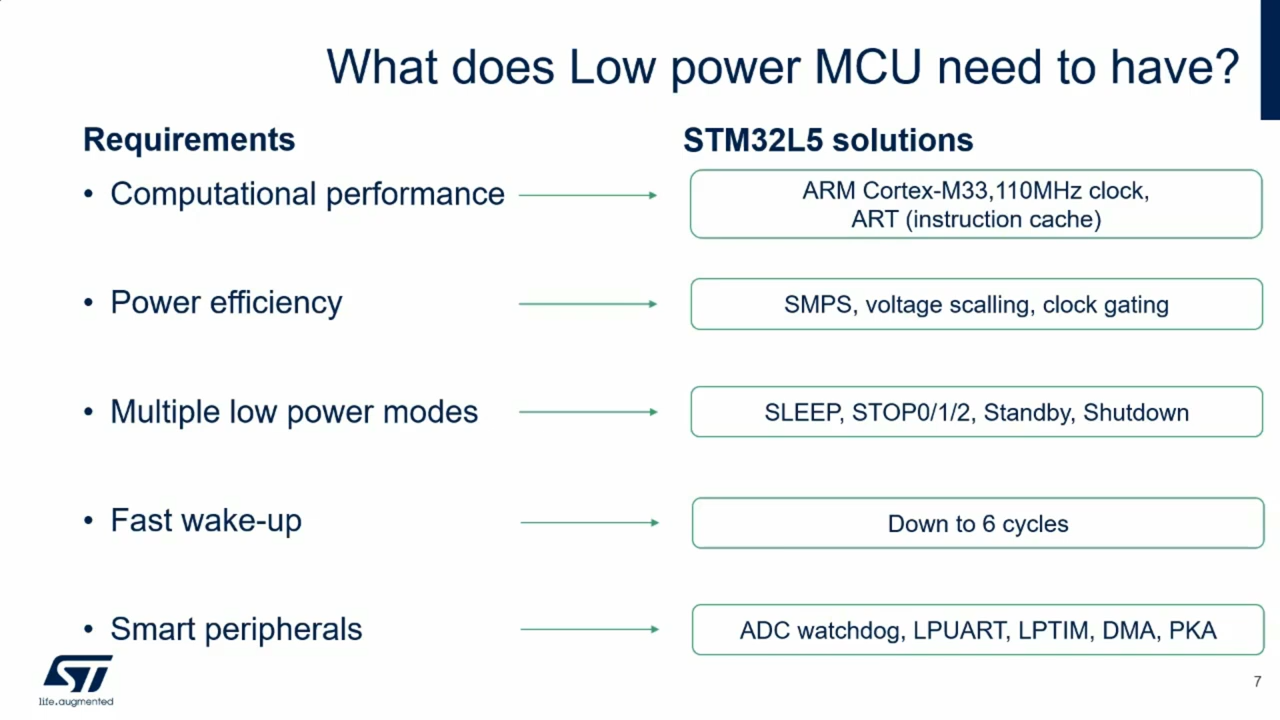 What does Low power MCU need to have?
Requirements
STM32L5 solutions
• Computational performance
ARM Cortex-M33,110MHz clock,
ART (instruction cache)
• Power efficiency
SMPS, voltage scalling, clock gating
• Multiple low power modes
SLEEP, STOP0/1/2, Standby, Shutdown
• Fast wake-up
Down to 6 cycles
• Smart peripherals
ADC watchdog, LPUART, LPTIM, DMA, PKA
ST
life.augmented
7